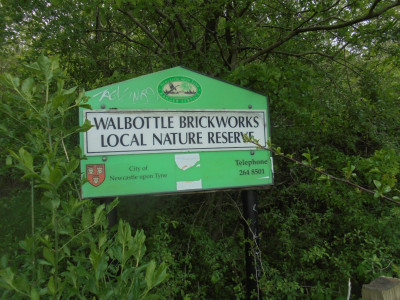 WALBOTTLE BRICKWORKS
LOCAL NATURE RESERVE
City of
Newcastle upon Tyne
Telephone
264 8501